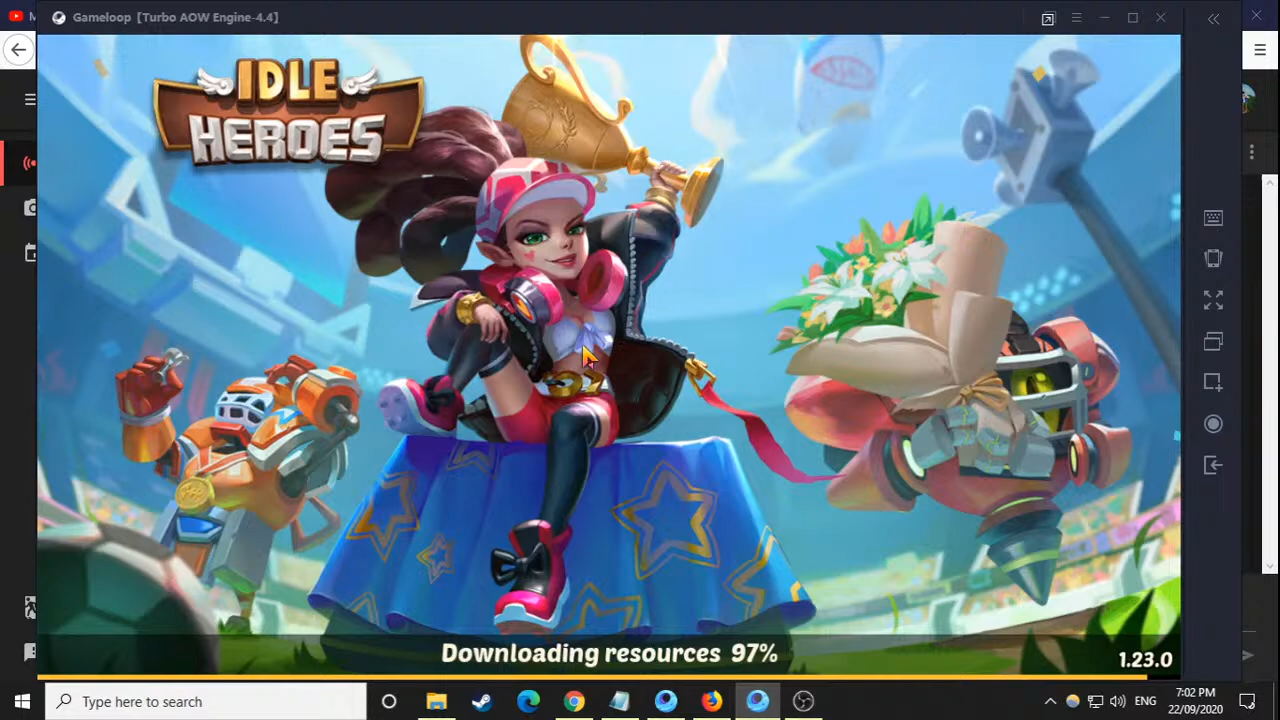 Gameloop [Turbo AOW Engine-4.4]
IDLE
HEROES
Downloading resources 97%
1.23.0
Type here to search
ENG
7:02 PM
22/09/2020